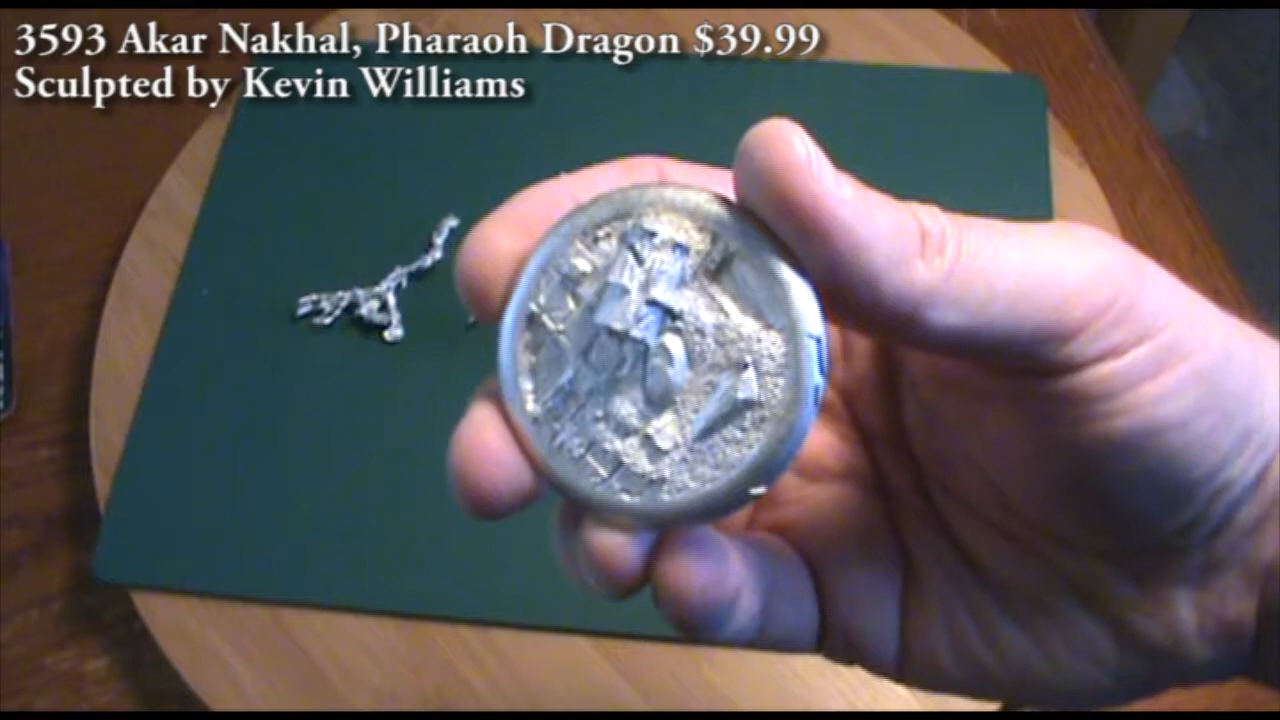 3593 Akar Nakhal, Pharaoh Dragon $39.99
Sculpted by Kevin Williams